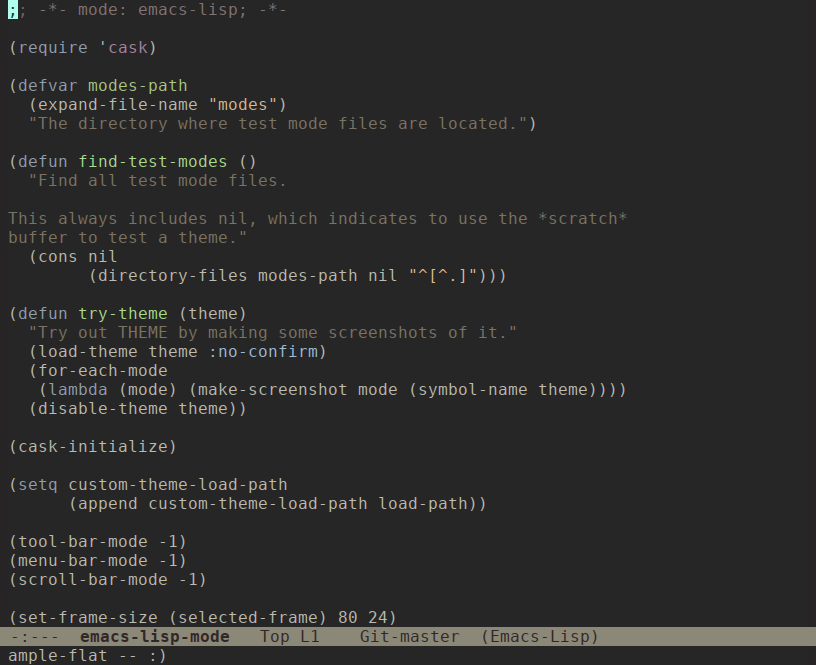 ;; -*- mode: emacs-lisp; -*-

(require 'cask)

(defvar modes-path
  (expand-file-name "modes")
  "The directory where test mode files are located.")

(defun find-test-modes ()
  "Find all test mode files.

This always includes nil, which indicates to use the *scratch*
buffer to test a theme."
  (cons nil
        (directory-files modes-path nil "^[^.]")))

(defun try-theme (theme)
  "Try out THEME by making some screenshots of it."
  (load-theme theme :no-confirm)
  (for-each-mode
   (lambda (mode) (make-screenshot mode (symbol-name theme))))
  (disable-theme theme))

(cask-initialize)

(setq custom-theme-load-path
      (append custom-theme-load-path load-path))

(tool-bar-mode -1)
(menu-bar-mode -1)
(scroll-bar-mode -1)

(set-frame-size (selected-frame) 80 24)
-:---  emacs-lisp-mode   Top L1    Git-master  (Emacs-Lisp)
ample-flat -- :)